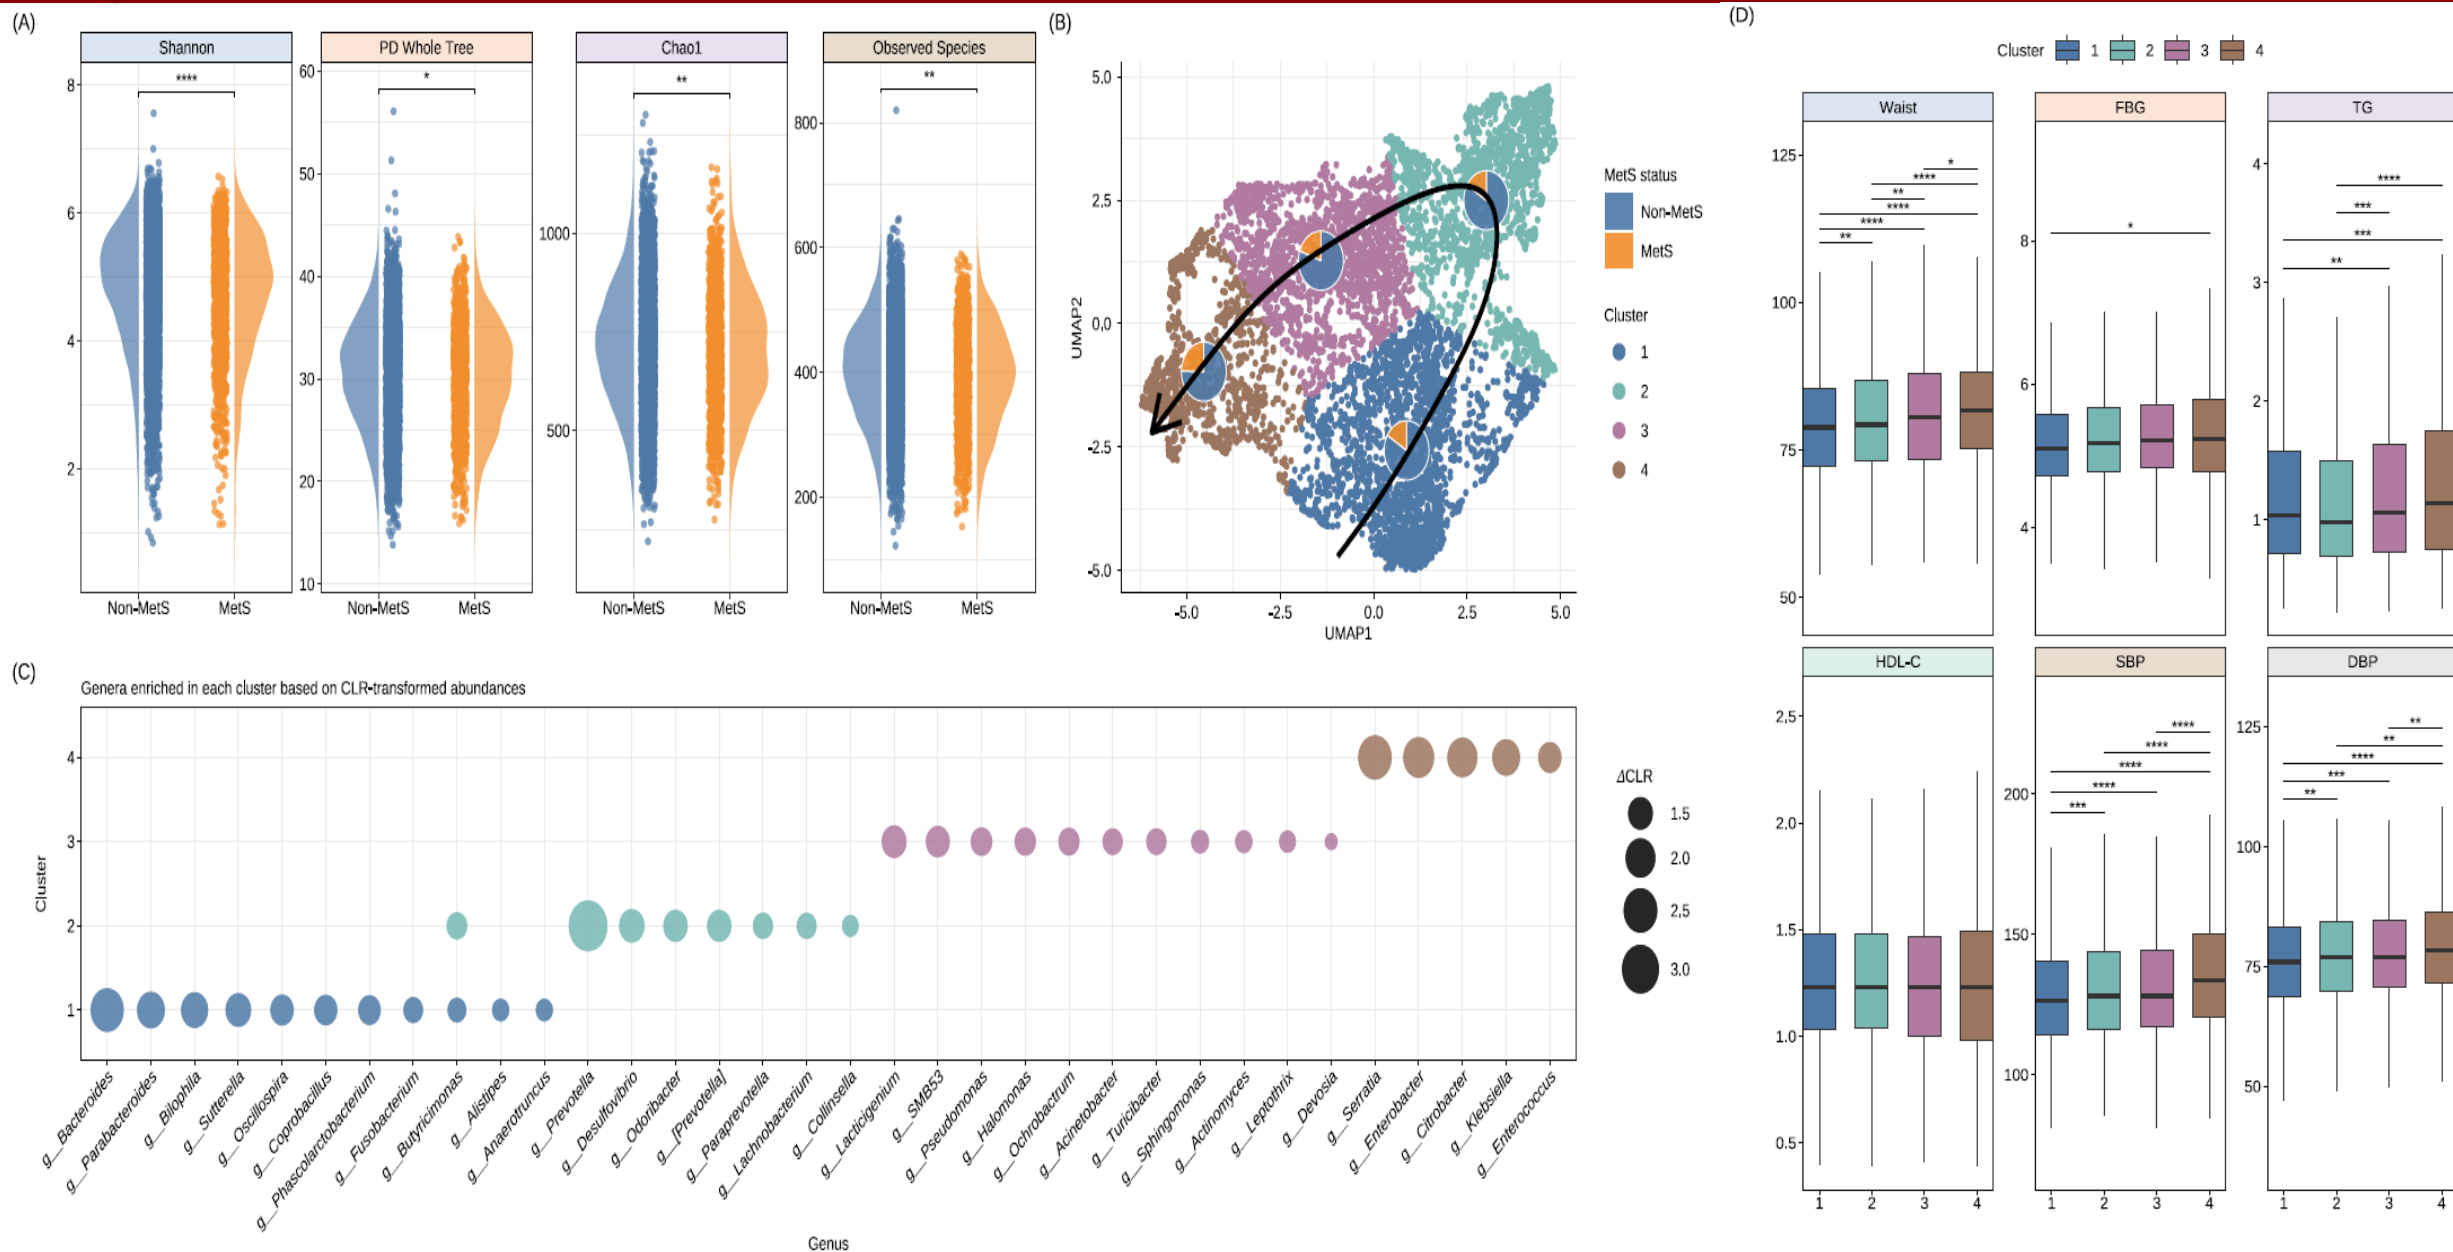 (A)
Shannon
PD Whole Tree
Chao1
Observed Species
****
*
**
**
8
6
4
2
60
50
40
30
20
10
1000
500
800
600
400
200
Non-MetS MetS
Non-MetS MetS
Non-MetS MetS
Non-MetS MetS
(B)
5.0
2.5
0.0
-2.5
-5.0
UMAP2
-5.0 -2.5 0.0 2.5 5.0
UMAP1
MetS status
Non-MetS
MetS
Cluster
1
2
3
4
(C)
Genera enriched in each cluster based on CLR-transformed abundances
4
3
2
1
Cluster
g__Bacteroides
g__Parabacteroides
g__Bilophila
g__Sutterella
g__Oscillospira
g__Coprobacillus
g__Phascolarctobacterium
g__Fusobacterium
g__Butyricimonas
g__Alistipes
g__Anaerotruncus
g__Prevotella
g__Desulfovibrio
g__Odoribacter
g__[Prevotella]
g__Paraprevotella
g__Lachnobacterium
g__Collinsella
g__Lacticigenium
g__SMB53
g__Pseudomonas
g__Halomonas
g__Ochrobactrum
g__Acinetobacter
g__Turicibacter
g__Sphingomonas
g__Actinomyces
g__Leptothrix
g__Devosia
g__Serratia
g__Enterobacter
g__Citrobacter
g__Klebsiella
g__Enterococcus
Genus
ΔCLR
1.5
2.0
2.5
3.0
(D)
Cluster 1 2 3 4
Waist
FBG
TG
125
100
75
50
*
****
**
****
****
**
8
6
4
*
4
3
2
1
****
***
***
**
HDL-C
SBP
DBP
2.5
2.0
1.5
1.0
0.5
200
150
100
****
****
****
****
***
125
100
75
50
**
**
****
***
**
1 2 3 4
1 2 3 4
1 2 3 4